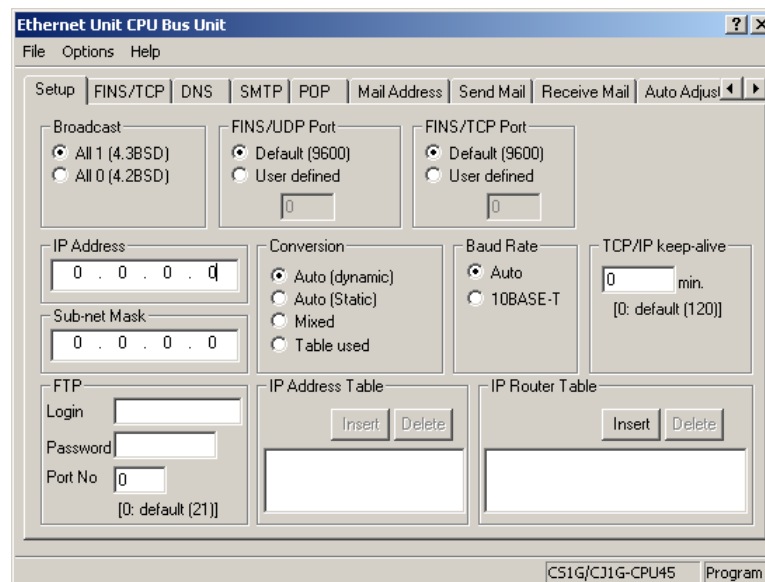 Ethernet Unit CPU Bus Unit
File Options Help
Setup FINS/TCP DNS SMTP POP Mail Address Send Mail Receive Mail Auto Adjust
Broadcast
All 1 (4.3BSD)
All 0 (4.2BSD)
FINS/UDP Port
Default (9600)
User defined
0
FINS/TCP Port
Default (9600)
User defined
0
IP Address
0 . 0 . 0 . 0
Sub-net Mask
0 . 0 . 0 . 0
Conversion
Auto (dynamic)
Auto (Static)
Mixed
Table used
Baud Rate
Auto
10BASE-T
TCP/IP keep-alive
0 min.
[0: default (120)]
FTP
Login
Password
Port No 0
[0: default (21)]
IP Address Table
Insert Delete
IP Router Table
Insert Delete
CS1G/CJ1G-CPU45 Program